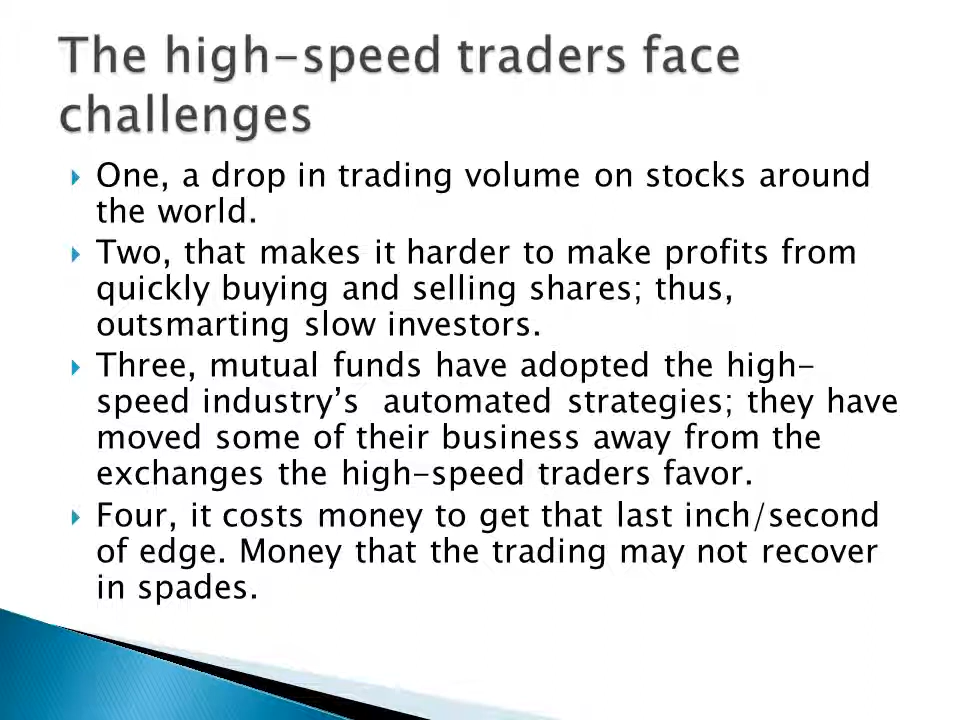 The high-speed traders face
challenges
One, a drop in trading volume on stocks around
the world.
Two, that makes it harder to make profits from
quickly buying and selling shares; thus,
outsmarting slow investors.
Three, mutual funds have adopted the high-
speed industry’s  automated strategies; they have
moved some of their business away from the
exchanges the high-speed traders favor.
Four, it costs money to get that last inch/second
of edge. Money that the trading may not recover
in spades.